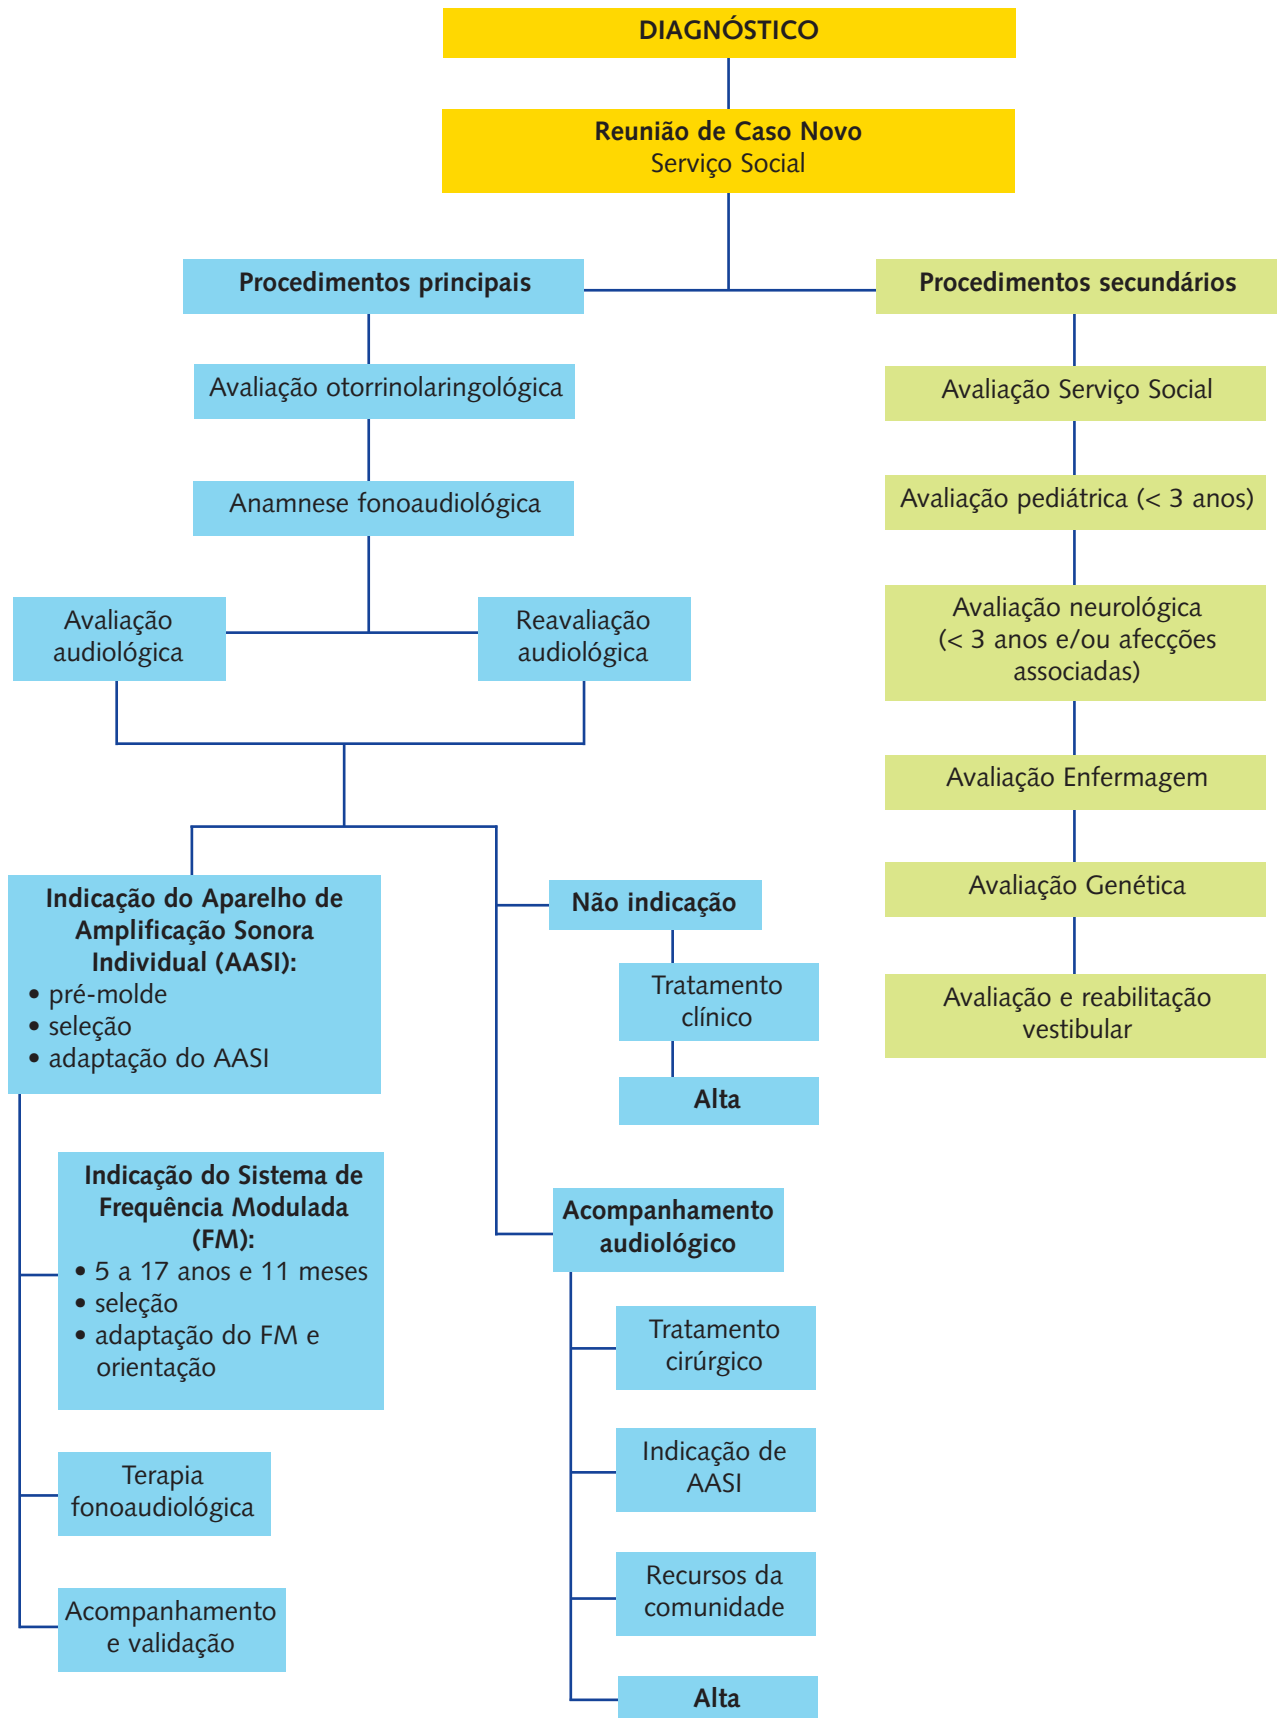 DIAGNÓSTICO
Reunião de Caso Novo
Serviço Social
Procedimentos principais
Avaliação otorrinolaringológica
Anamnese fonoaudiológica
Avaliação
audiológica
Reavaliação
audiológica
Indicação do Aparelho de
Amplificação Sonora
Individual (AASI):
• pré-molde
• seleção
• adaptação do AASI
Indicação do Sistema de
Frequência Modulada
(FM):
• 5 a 17 anos e 11 meses
• seleção
• adaptação do FM e
orientação
Terapia
fonoaudiológica
Acompanhamento
e validação
Não indicação
Tratamento
clínico
Alta
Acompanhamento
audiológico
Tratamento
cirúrgico
Indicação de
AASI
Recursos da
comunidade
Alta
Procedimentos secundários
Avaliação Serviço Social
Avaliação pediátrica (< 3 anos)
Avaliação neurológica
(< 3 anos e/ou afecções
associadas)
Avaliação Enfermagem
Avaliação Genética
Avaliação e reabilitação
vestibular